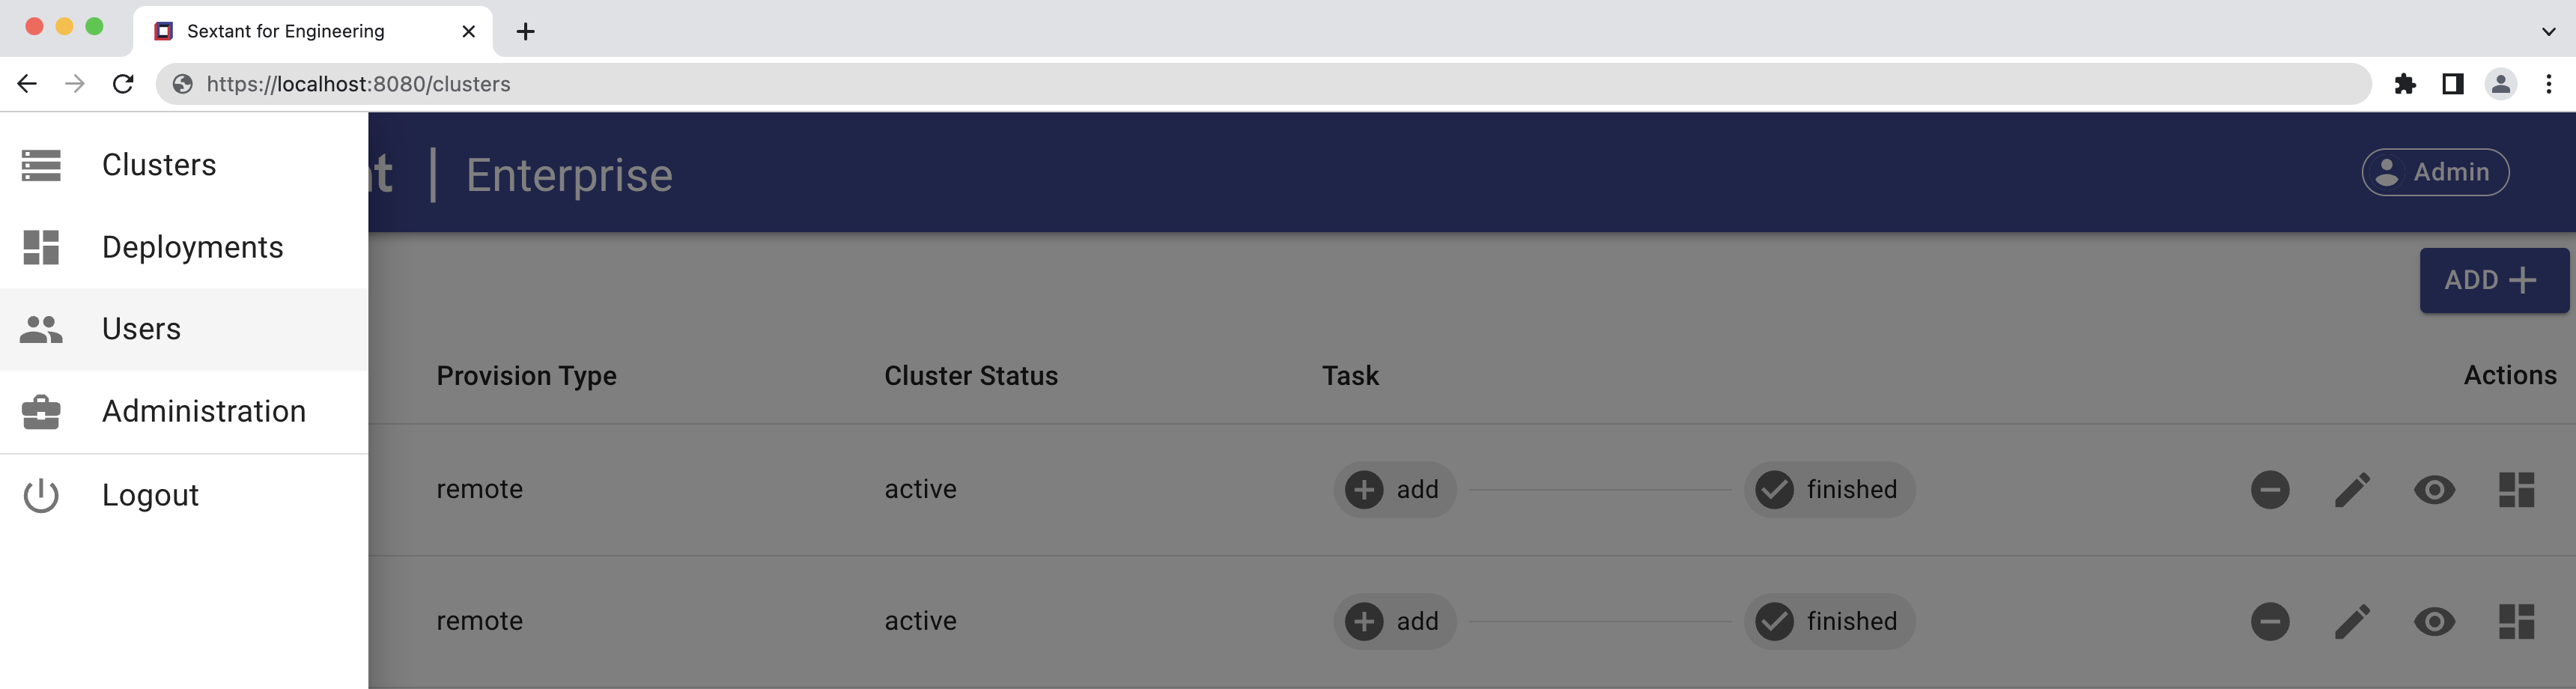 Sextant for Engineering
https://localhost:8080/clusters
Clusters
Deployments
Users
Administration
Logout
Enterprise
Admin
ADD
Provision Type Cluster Status Task Actions
remote active add finished
remote active add finished